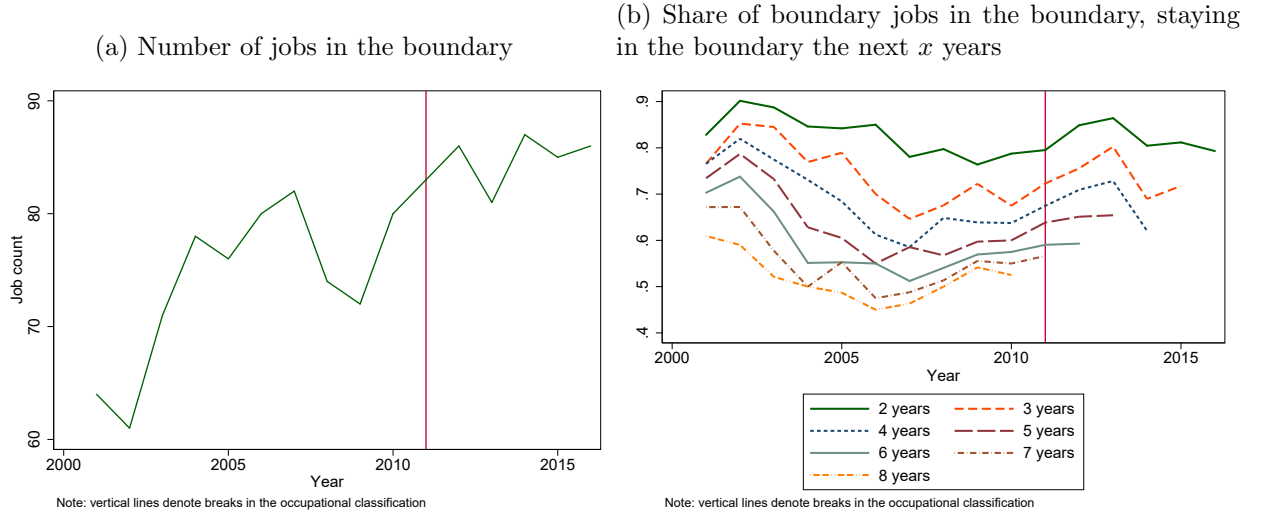 (a) Number of jobs in the boundary
90
80
70
60
Job count
2000
2005
2010
2015
Year
Note: vertical lines denote breaks in the occupational classification
(b) Share of boundary jobs in the boundary, staying
in the boundary the next x years
.9
.8
.7
.6
.5
.4
2000
2005
2010
2015
Year
2 years
3 years
4 years
5 years
6 years
7 years
8 years
Note: vertical lines denote breaks in the occupational classification